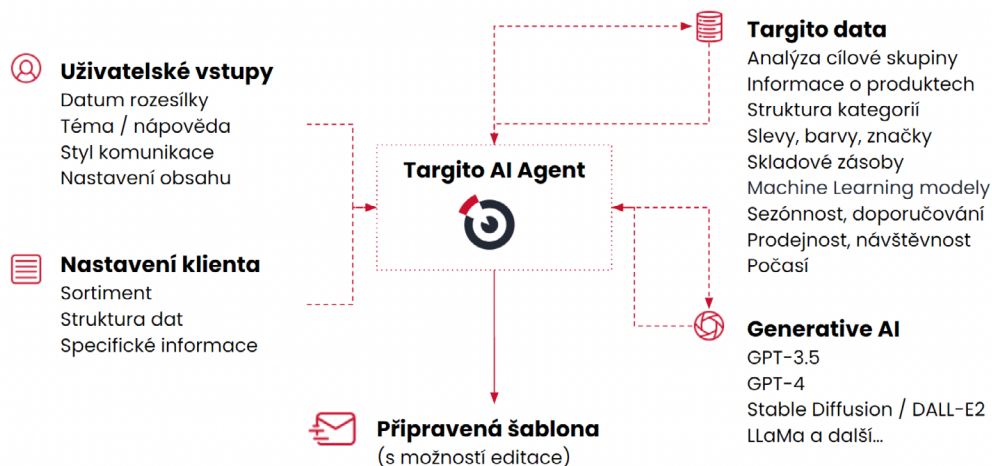 Uživatelské vstupy
Datum rozesílky
Téma / nápověda
Styl komunikace
Nastavení obsahu
Nastavení klienta
Sortiment
Struktura dat
Specifické informace
Targito AI Agent
Připravená šablona
(s možností editace)
Targito data
Analýza cílové skupiny
Informace o produktech
Struktura kategorií
Slevy, barvy, značky
Skladové zásoby
Machine Learning modely
Sezónnost, doporučování
Prodejnost, návštěvnost
Počasí
Generative AI
GPT-3.5
GPT-4
Stable Diffusion / DALL-E2
LLaMa a další...